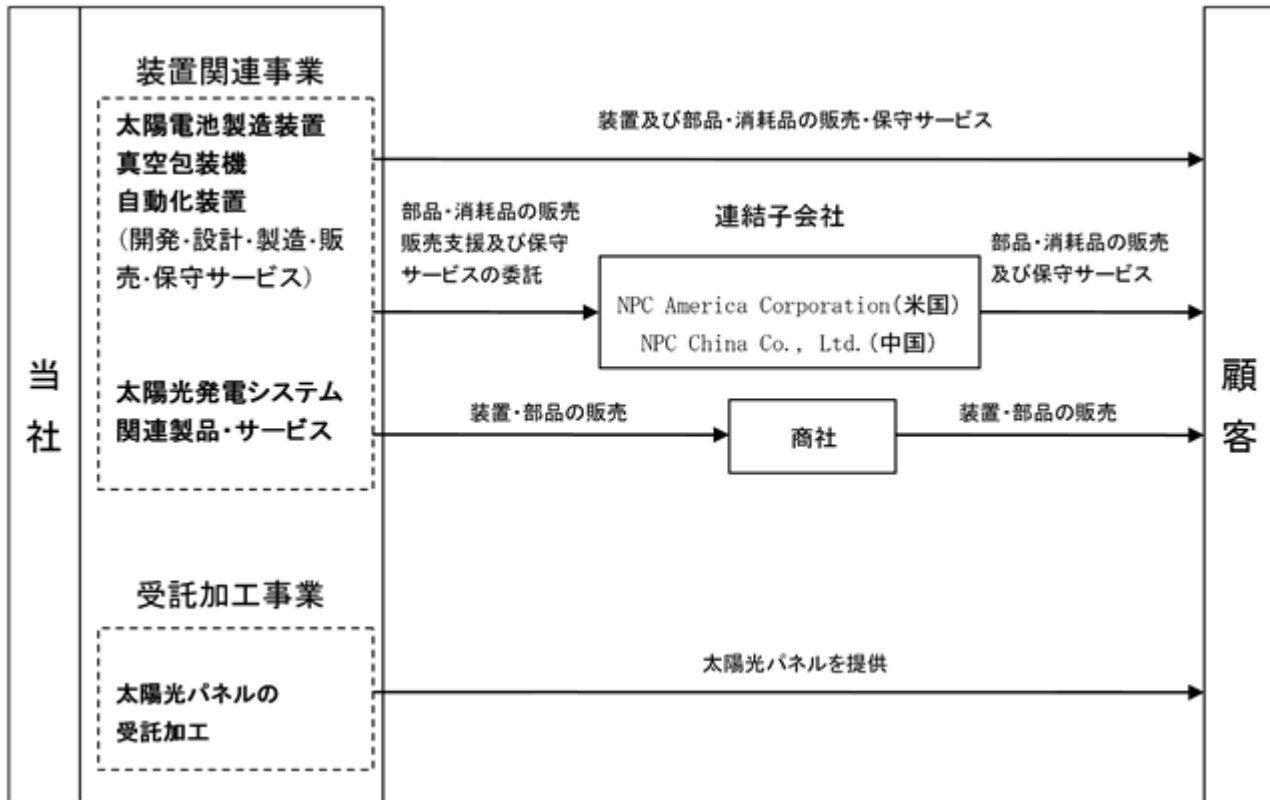 当社
装置関連事業
太陽電池製造装置
真空包装機
自動化装置
(開発・設計・製造・販
売・保守サービス)
太陽光発電システム
関連製品・サービス
装置及び部品・消耗品の販売・保守サービス
部品・消耗品の販売
販売支援及び保守
サービスの委託
連結子会社
NPC America Corporation(米国)
NPC China Co., Ltd.(中国)
部品・消耗品の販売
及び保守サービス
装置・部品の販売
商社
装置・部品の販売
受託加工事業
太陽光パネルの
受託加工
太陽光パネルを提供
顧客